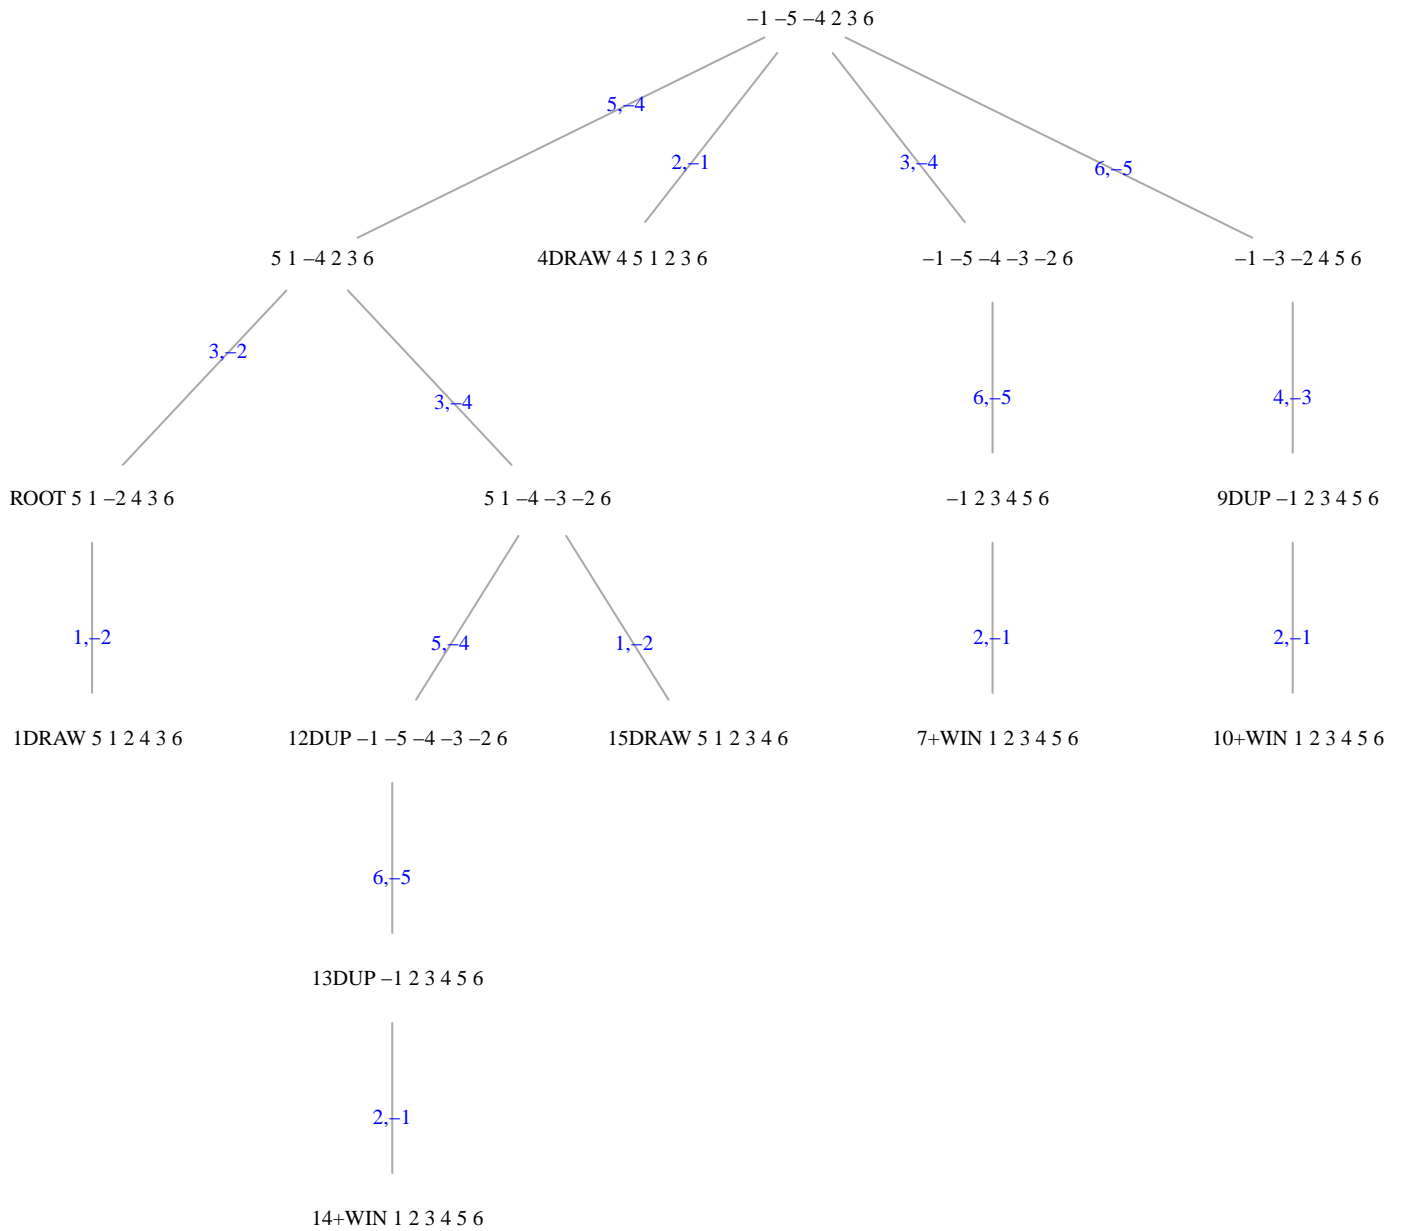 −1 −5 −4 2 3 6
5,−4
2,−1
3,−4
6,−5
5 1 −4 2 3 6
4DRAW 4 5 1 2 3 6
−1 −5 −4 −3 −2 6
−1 −3 −2 4 5 6
3,−2
3,−4
6,−5
4,−3
ROOT 5 1 −2 4 3 6
5 1 −4 −3 −2 6
−1 2 3 4 5 6
9DUP −1 2 3 4 5 6
1,−2
5,−4
1,−2
2,−1
2,−1
1DRAW 5 1 2 4 3 6
12DUP −1 −5 −4 −3 −2 6
15DRAW 5 1 2 3 4 6
7+WIN 1 2 3 4 5 6
10+WIN 1 2 3 4 5 6
6,−5
13DUP −1 2 3 4 5 6
2,−1
14+WIN 1 2 3 4 5 6